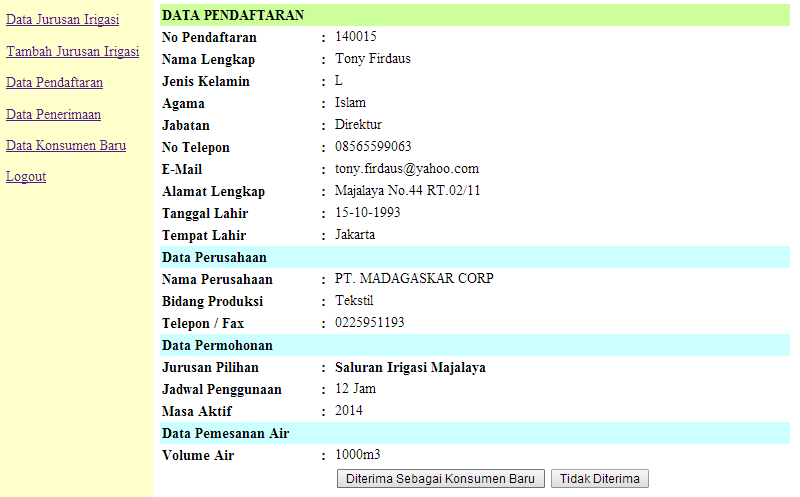 Data Jurusan Irigasi
Tambah Jurusan Irigasi
Data Pendaftaran
Data Penerimaan
Data Konsumen Baru
Logout
DATA PENDAFTARAN
No Pendaftaran : 140015
Nama Lengkap : Tony Firdaus
Jenis Kelamin : L
Agama : Islam
Jabatan : Direktur
No Telepon : 08565599063
E-Mail : tony.firdaus@yahoo.com
Alamat Lengkap : Majalaya No.44 RT.02/11
Tanggal Lahir : 15-10-1993
Tempat Lahir : Jakarta
Data Perusahaan
Nama Perusahaan : PT. MADAGASKAR CORP
Bidang Produksi : Tekstil
Telepon / Fax : 0225951193
Data Permohonan
Jurusan Pilihan : Saluran Irigasi Majalaya
Jadwal Penggunaan : 12 Jam
Masa Aktif : 2014
Data Pemesanan Air
Volume Air : 1000m3
Diterima Sebagai Konsumen Baru Tidak Diterima